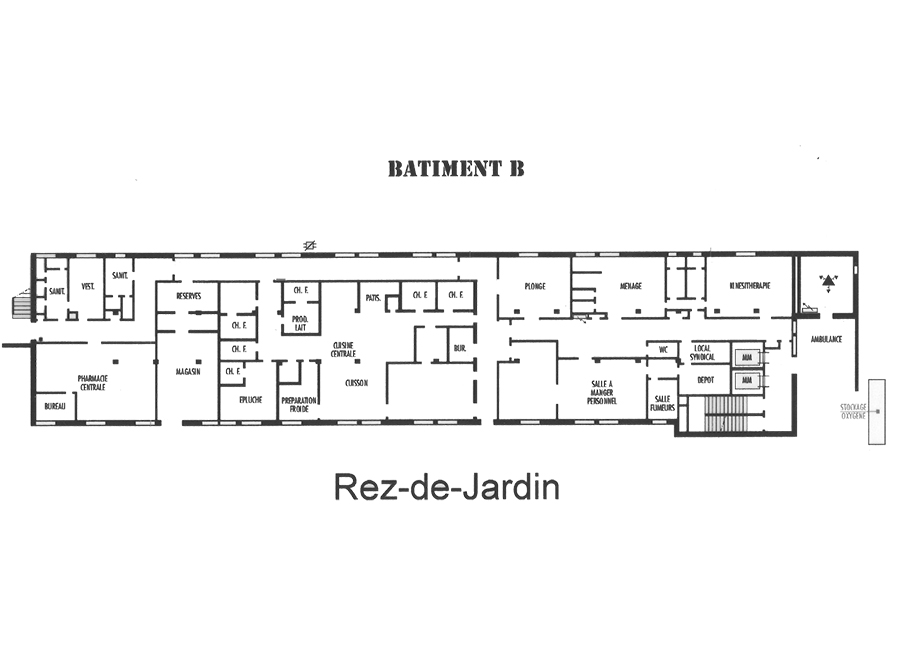 BATIMENT B
SANIT.
VEST.
SANIT.
RESERVES
CH. F.
PROD.
LAIT
PATIS.
CH. F.
CH. F.
PLONGE
MENAGE
KINESITHERAPIE
AMBULANCE
CH. F.
CH. F.
CH. F.
CUISINE
CENTRALE
CUISSON
BUR.
WC
LOCAL
SYNDICAL
MM
MM
DEPOT
PHARMACIE
CENTRALE
BUREAU
MAGASIN
EPLUCHE
PREPARATION
FROIDE
SALLE A
MANGER
PERSONNEL
SALLE
FUMEURS
STOCKAGE
OXYGENE
Rez-de-Jardin